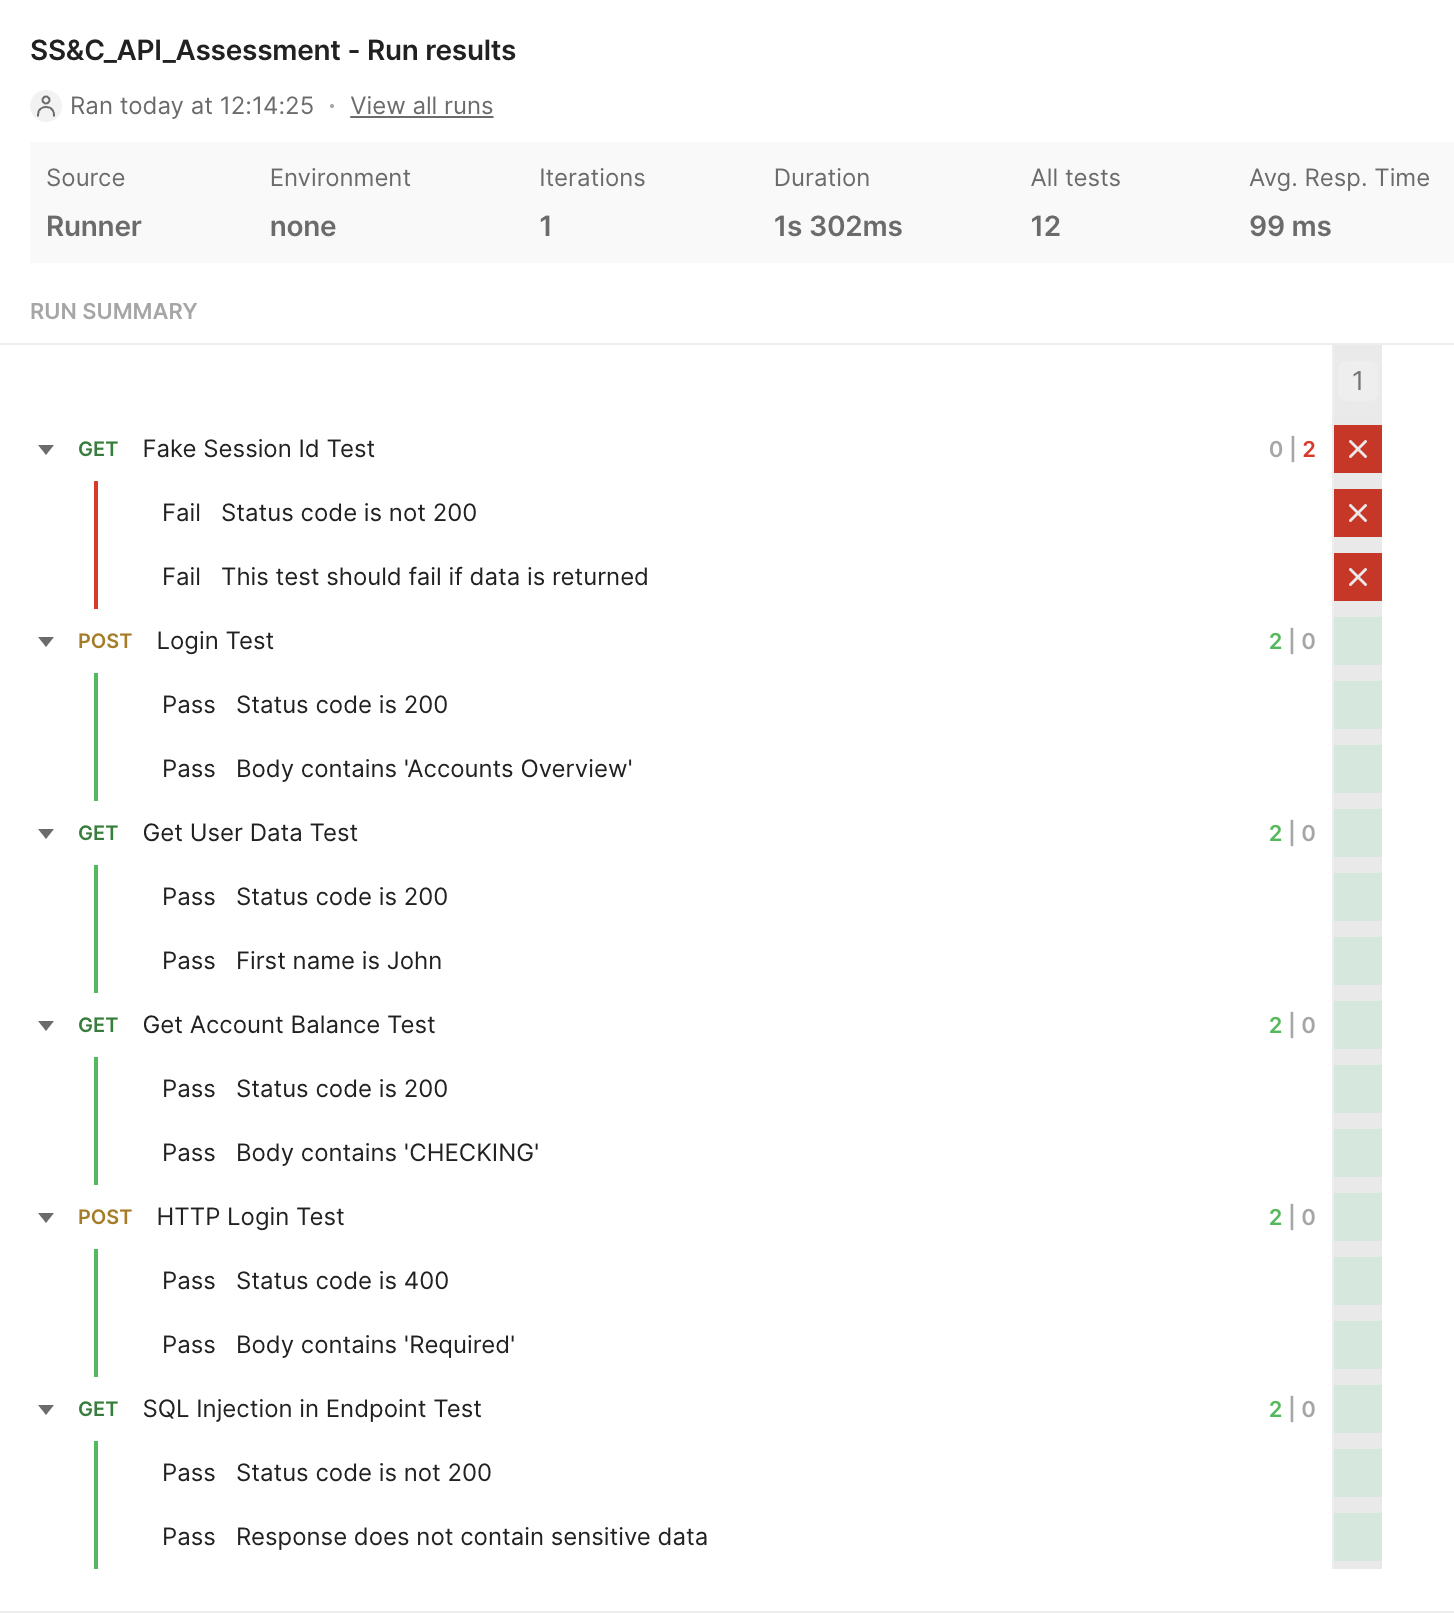 SS&C_API_Assessment - Run results
Ran today at 12:14:25 · View all runs
Source Environment Iterations Duration All tests Avg. Resp. Time
Runner none 1 1s 302ms 12 99 ms
RUN SUMMARY
1
GET Fake Session Id Test 0 | 2
Fail Status code is not 200
Fail This test should fail if data is returned
POST Login Test 2 | 0
Pass Status code is 200
Pass Body contains 'Accounts Overview'
GET Get User Data Test 2 | 0
Pass Status code is 200
Pass First name is John
GET Get Account Balance Test 2 | 0
Pass Status code is 200
Pass Body contains 'CHECKING'
POST HTTP Login Test 2 | 0
Pass Status code is 400
Pass Body contains 'Required'
GET SQL Injection in Endpoint Test 2 | 0
Pass Status code is not 200
Pass Response does not contain sensitive data